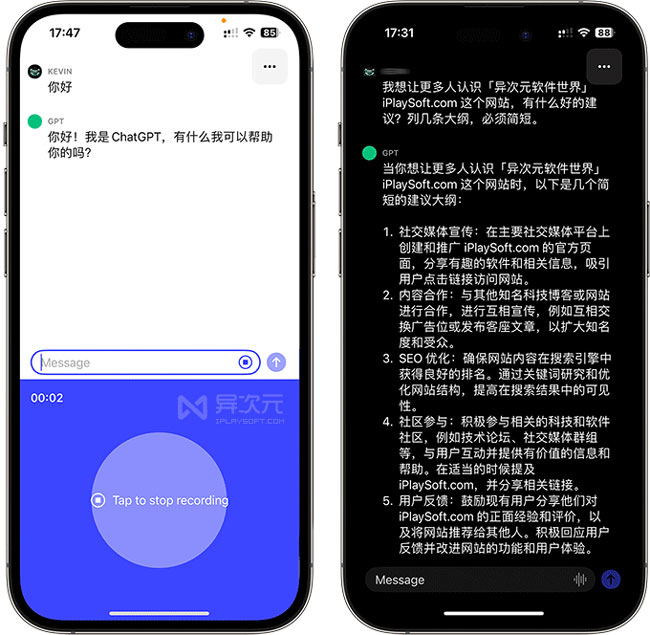 17:47
85
KEVIN
你好
GPT
你好！我是 ChatGPT，有什么我可以帮助
你的吗?
Message
00:02
异次元
IPLAYSOFT.COM
Tap to stop recording
17:31
88
我想让更多人认识「异次元软件世界」
iPlaySoft.com 这个网站，有什么好的建
议？列几条大纲，必须简短。
GPT
当你想让更多人认识「异次元软件世界」
iPlaySoft.com 这个网站时，以下是几个简
短的建议大纲：
1. 社交媒体宣传：在主要社交媒体平台上
创建和推广 iPlaySoft.com 的官方页
面，分享有趣的软件和相关信息，吸引
用户点击链接访问网站。
2. 内容合作：与其他知名科技博客或网站
进行合作，进行互相宣传，例如互相交
换广告位或发布客座文章，以扩大知名
度和受众。
3. SEO 优化：确保网站内容在搜索引擎中
获得良好的排名。通过关键词研究和优
化网站结构，提高在搜索结果中的可见
性。
4. 社区参与：积极参与相关的科技和软件
社区，例如技术论坛、社交媒体群组
等，与用户互动并提供有价值的信息和
帮助。在适当的时候提及
iPlaySoft.com，并分享相关链接。
5. 用户反馈：鼓励现有用户分享他们对
iPlaySoft.com 的正面经验和评价，以
及将网站推荐给其他人。积极回应用户
反馈并改进网站的功能和用户体验。
Message